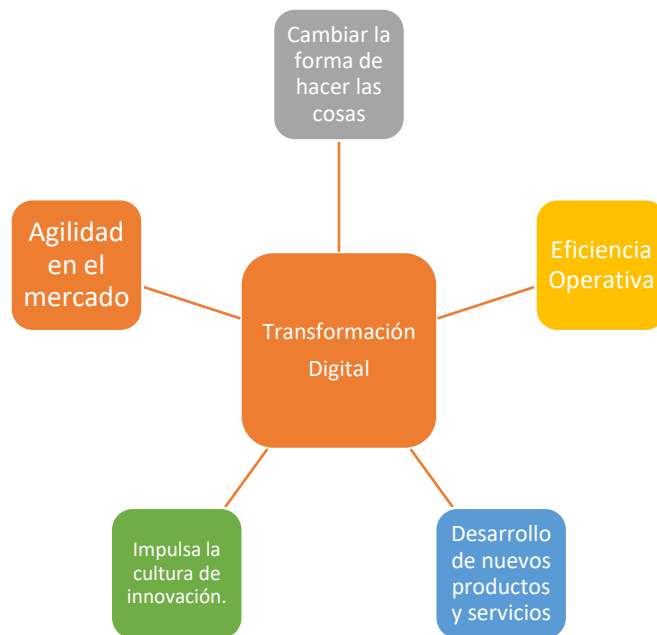 Cambiar la
forma de
hacer las
cosas
Agilidad
en el
mercado
Eficiencia
Operativa
Transformación
Digital
Impulsa la
cultura de
innovación.
Desarrollo
de nuevos
productos
y servicios